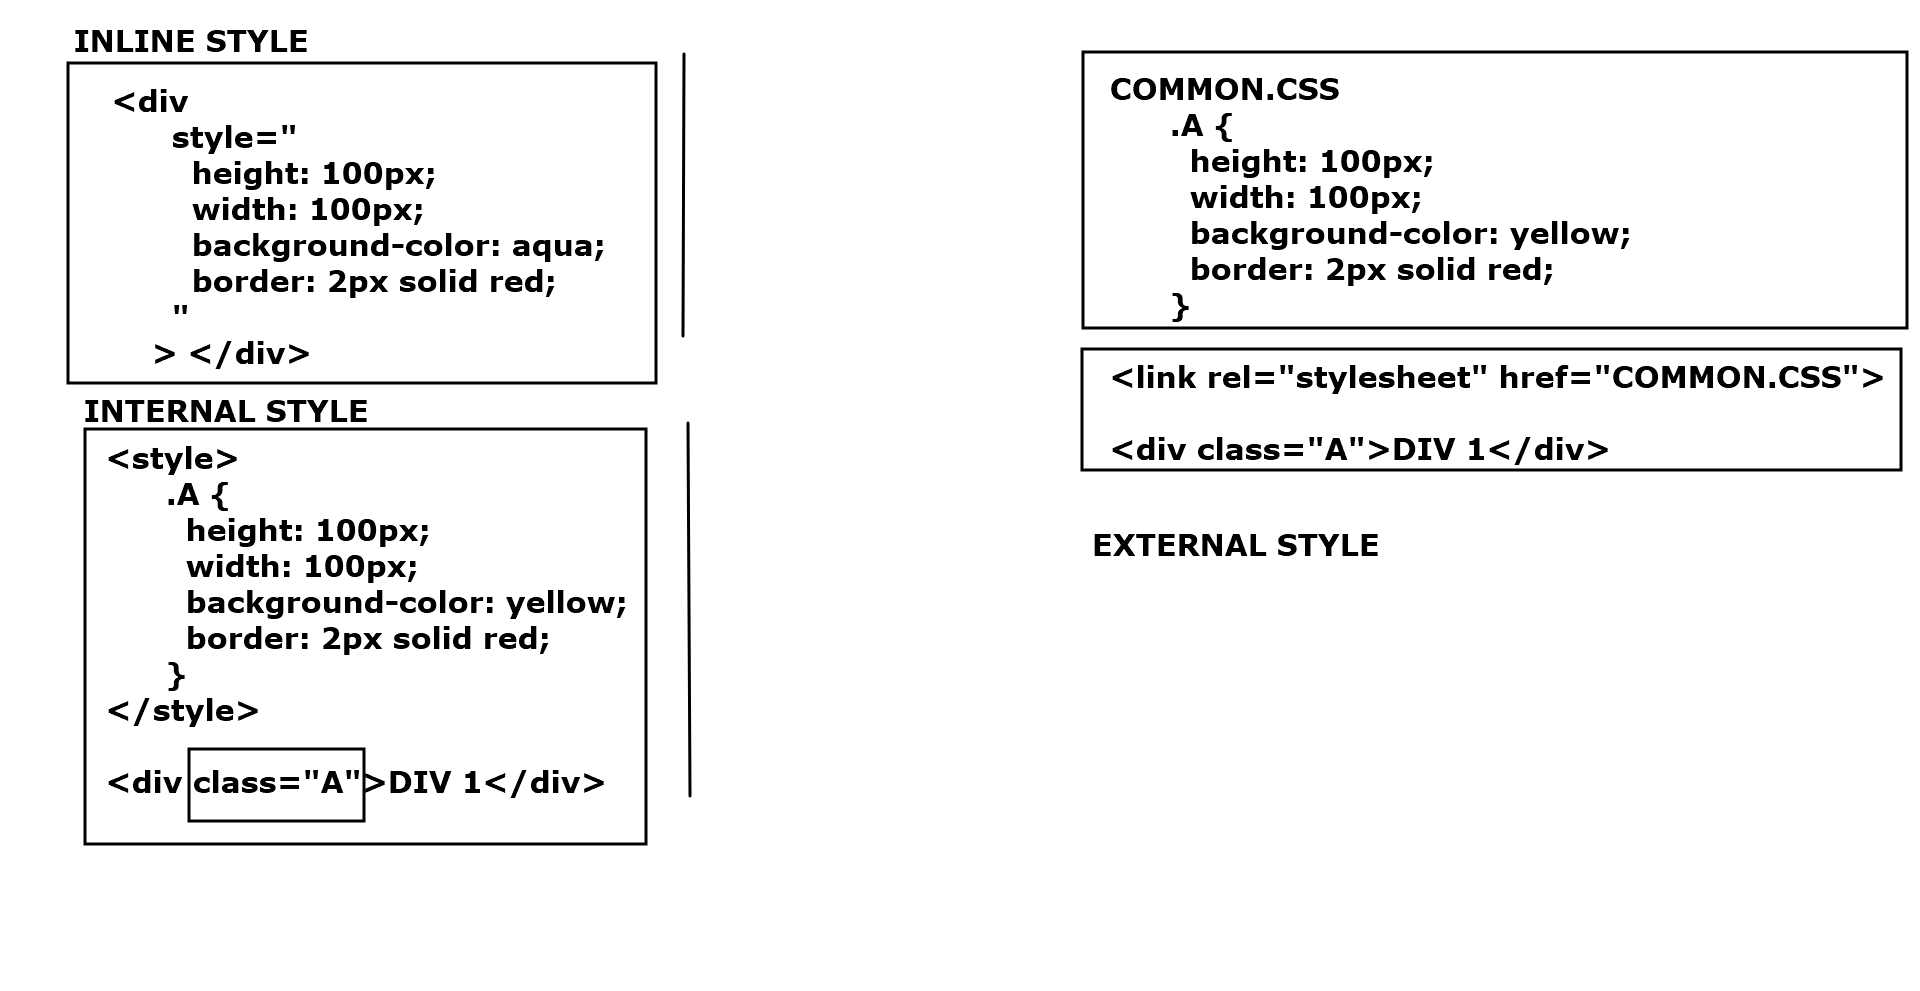 INLINE STYLE
<div
style="
height: 100px;
width: 100px;
background-color: aqua;
border: 2px solid red;
"
> </div>
INTERNAL STYLE
<style>
.A {
height: 100px;
width: 100px;
background-color: yellow;
border: 2px solid red;
}
</style>
<div class="A">DIV 1</div>
COMMON.CSS
.A {
height: 100px;
width: 100px;
background-color: yellow;
border: 2px solid red;
}
<link rel="stylesheet" href="COMMON.CSS">
<div class="A">DIV 1</div>
EXTERNAL STYLE